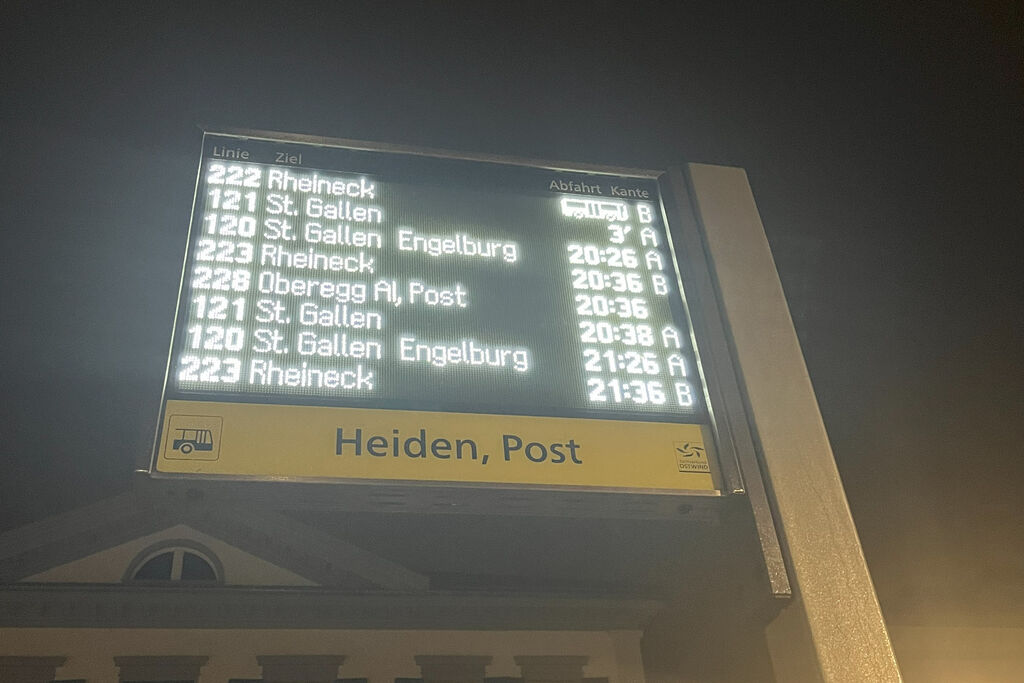 Linie Ziel Abfahrt Kante
222 Rheineck B
121 St. Gallen 3' A
120 St. Gallen Engelburg 20:26 A
223 Rheineck 20:36 B
228 Oberegg AI, Post 20:36
121 St. Gallen 20:38 A
120 St. Gallen Engelburg 21:26 A
223 Rheineck 21:36 B
Heiden, Post
OSTWIND